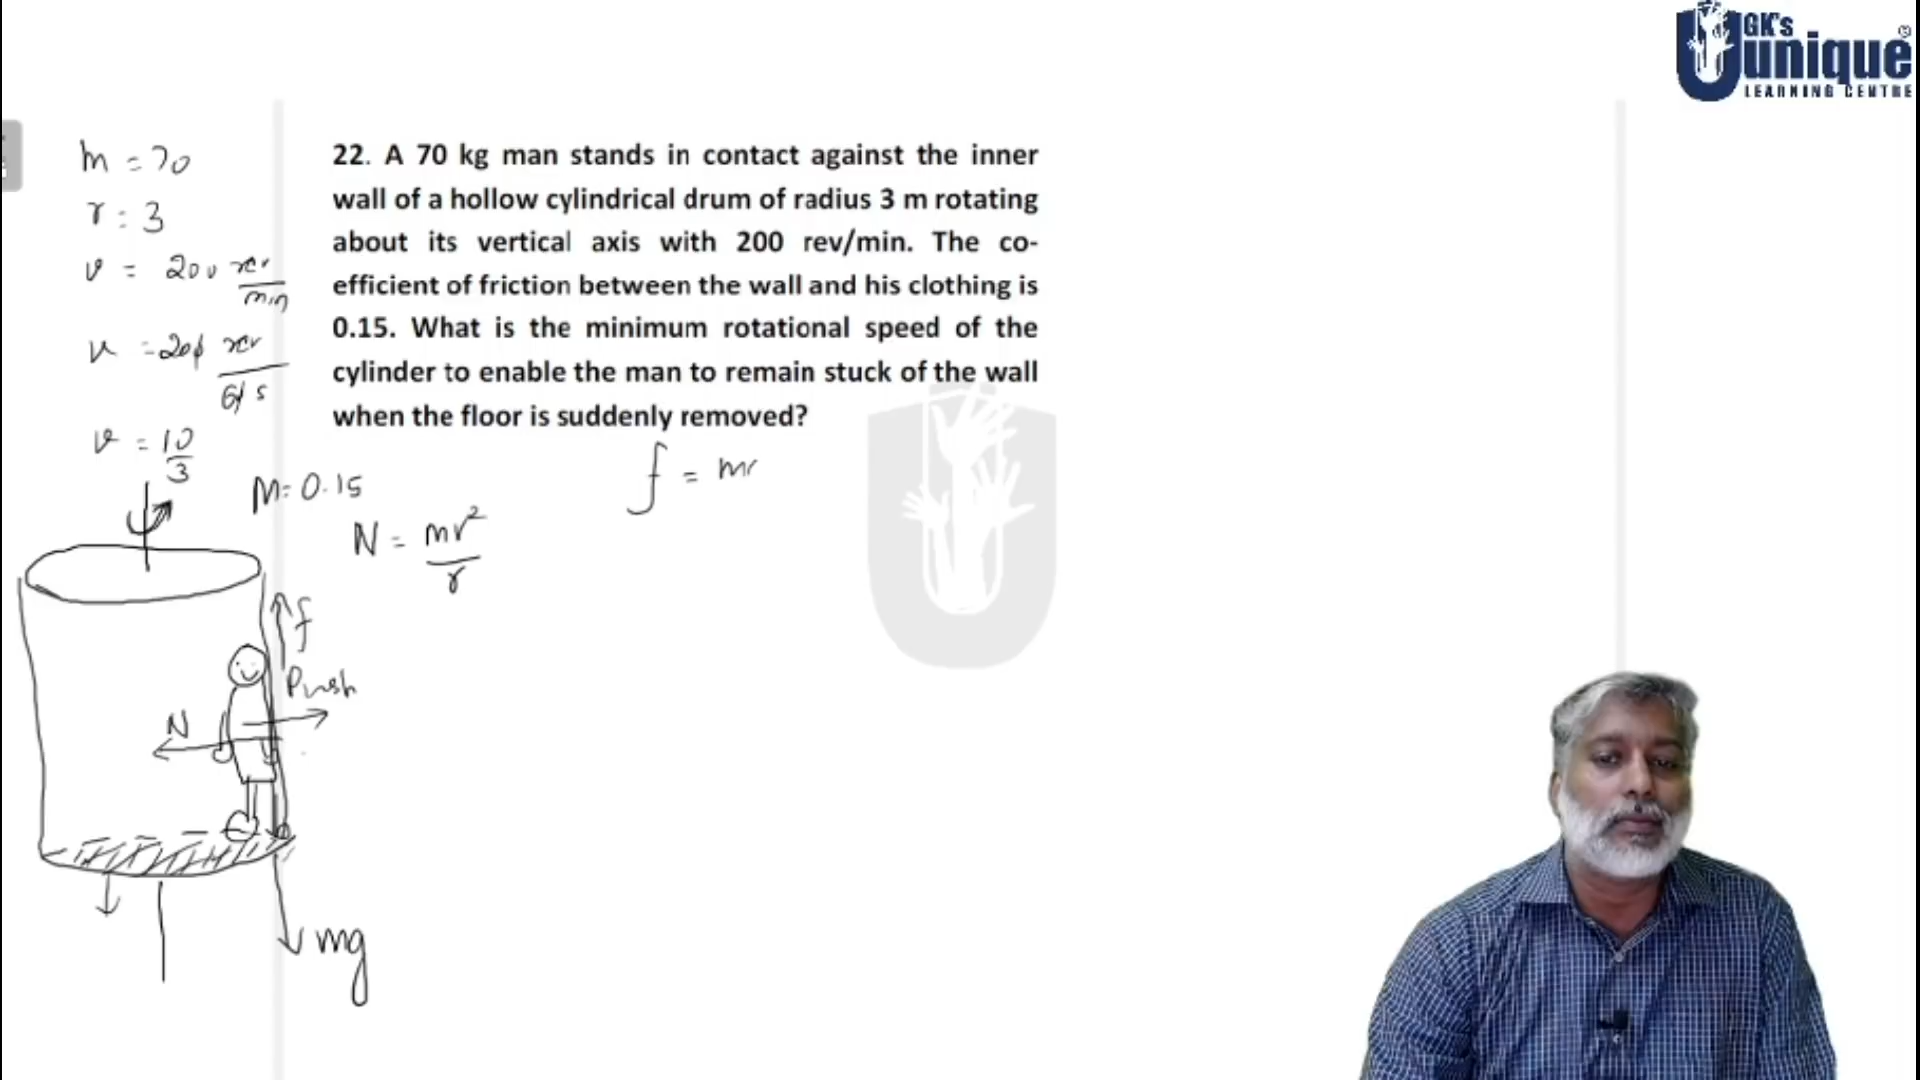 GK's
unique
LEARNING CENTRE
m = 70
r : 3
ν = 200 rev/min
ν = 200 rev/60 s
ν = 10/3
22. A 70 kg man stands in contact against the inner
wall of a hollow cylindrical drum of radius 3 m rotating
about its vertical axis with 200 rev/min. The co-
efficient of friction between the wall and his clothing is
0.15. What is the minimum rotational speed of the
cylinder to enable the man to remain stuck of the wall
when the floor is suddenly removed?
μ = 0.15
N = mv²/r
f = m
f
Push
N
mg